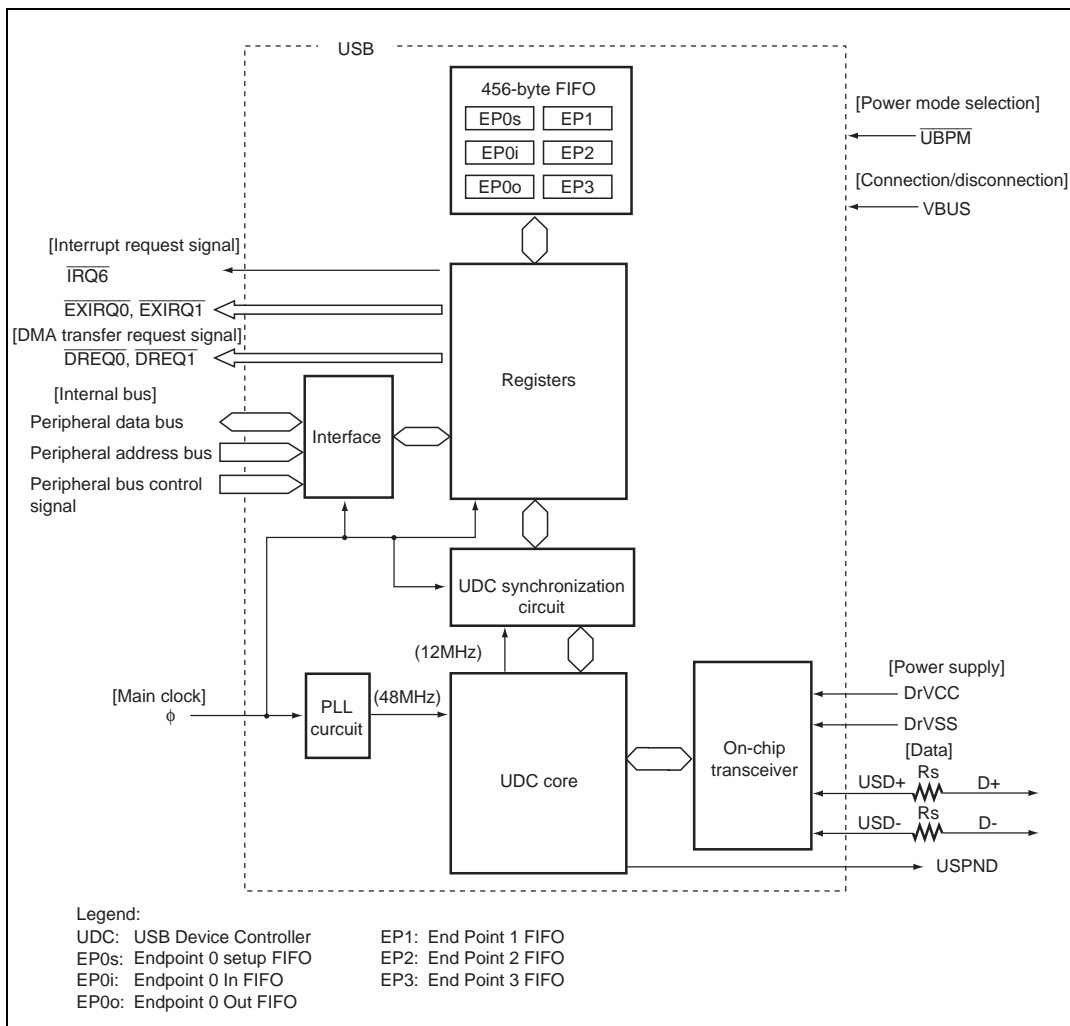 USB
456-byte FIFO
EP0s EP1
EP0i EP2
EP0o EP3
[Power mode selection]
UBPM
[Connection/disconnection]
VBUS
[Interrupt request signal]
IRQ6
EXIRQ0, EXIRQ1
[DMA transfer request signal]
DREQ0, DREQ1
[Internal bus]
Peripheral data bus
Peripheral address bus
Peripheral bus control
signal
Interface
Registers
UDC synchronization
circuit
(12MHz)
[Main clock]
φ
PLL
curcuit
(48MHz)
UDC core
On-chip
transceiver
[Power supply]
DrVCC
DrVSS
[Data]
USD+ Rs D+
USD- Rs D-
USPND
Legend:
UDC: USB Device Controller
EP0s: Endpoint 0 setup FIFO
EP0i: Endpoint 0 In FIFO
EP0o: Endpoint 0 Out FIFO
EP1: End Point 1 FIFO
EP2: End Point 2 FIFO
EP3: End Point 3 FIFO